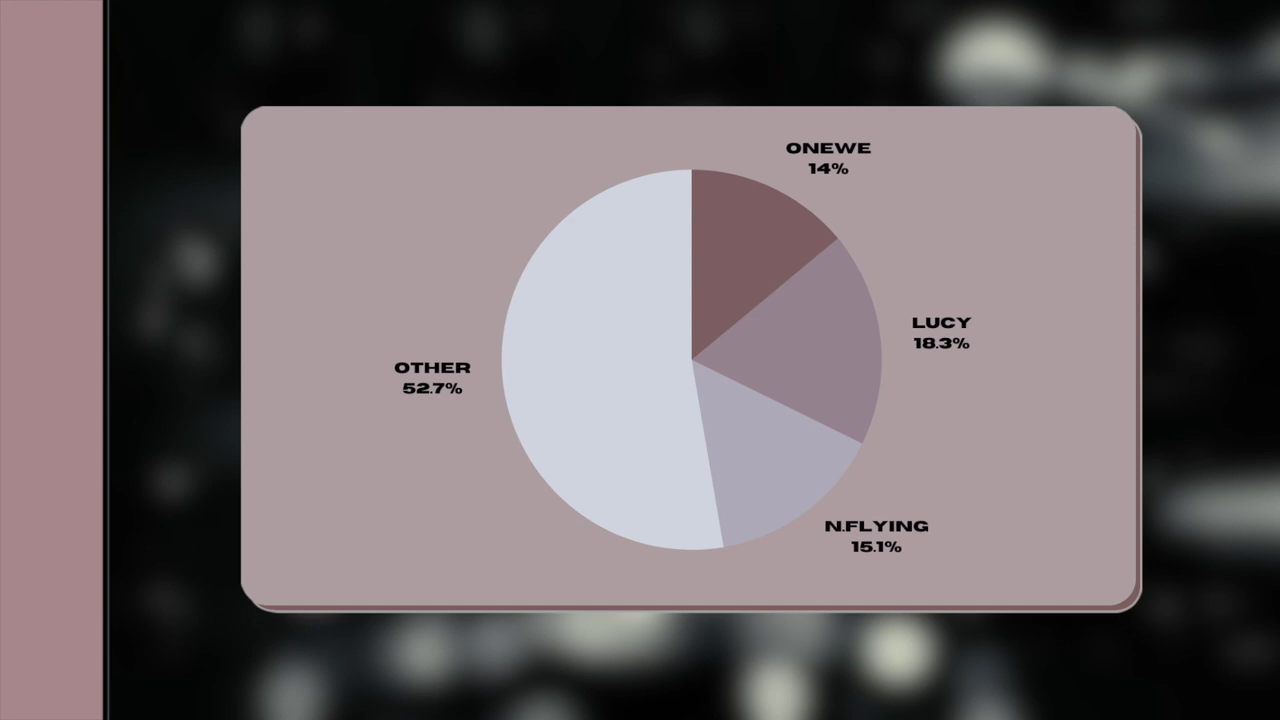 ONEWE
14%
LUCY
18.3%
OTHER
52.7%
N.FLYING
15.1%